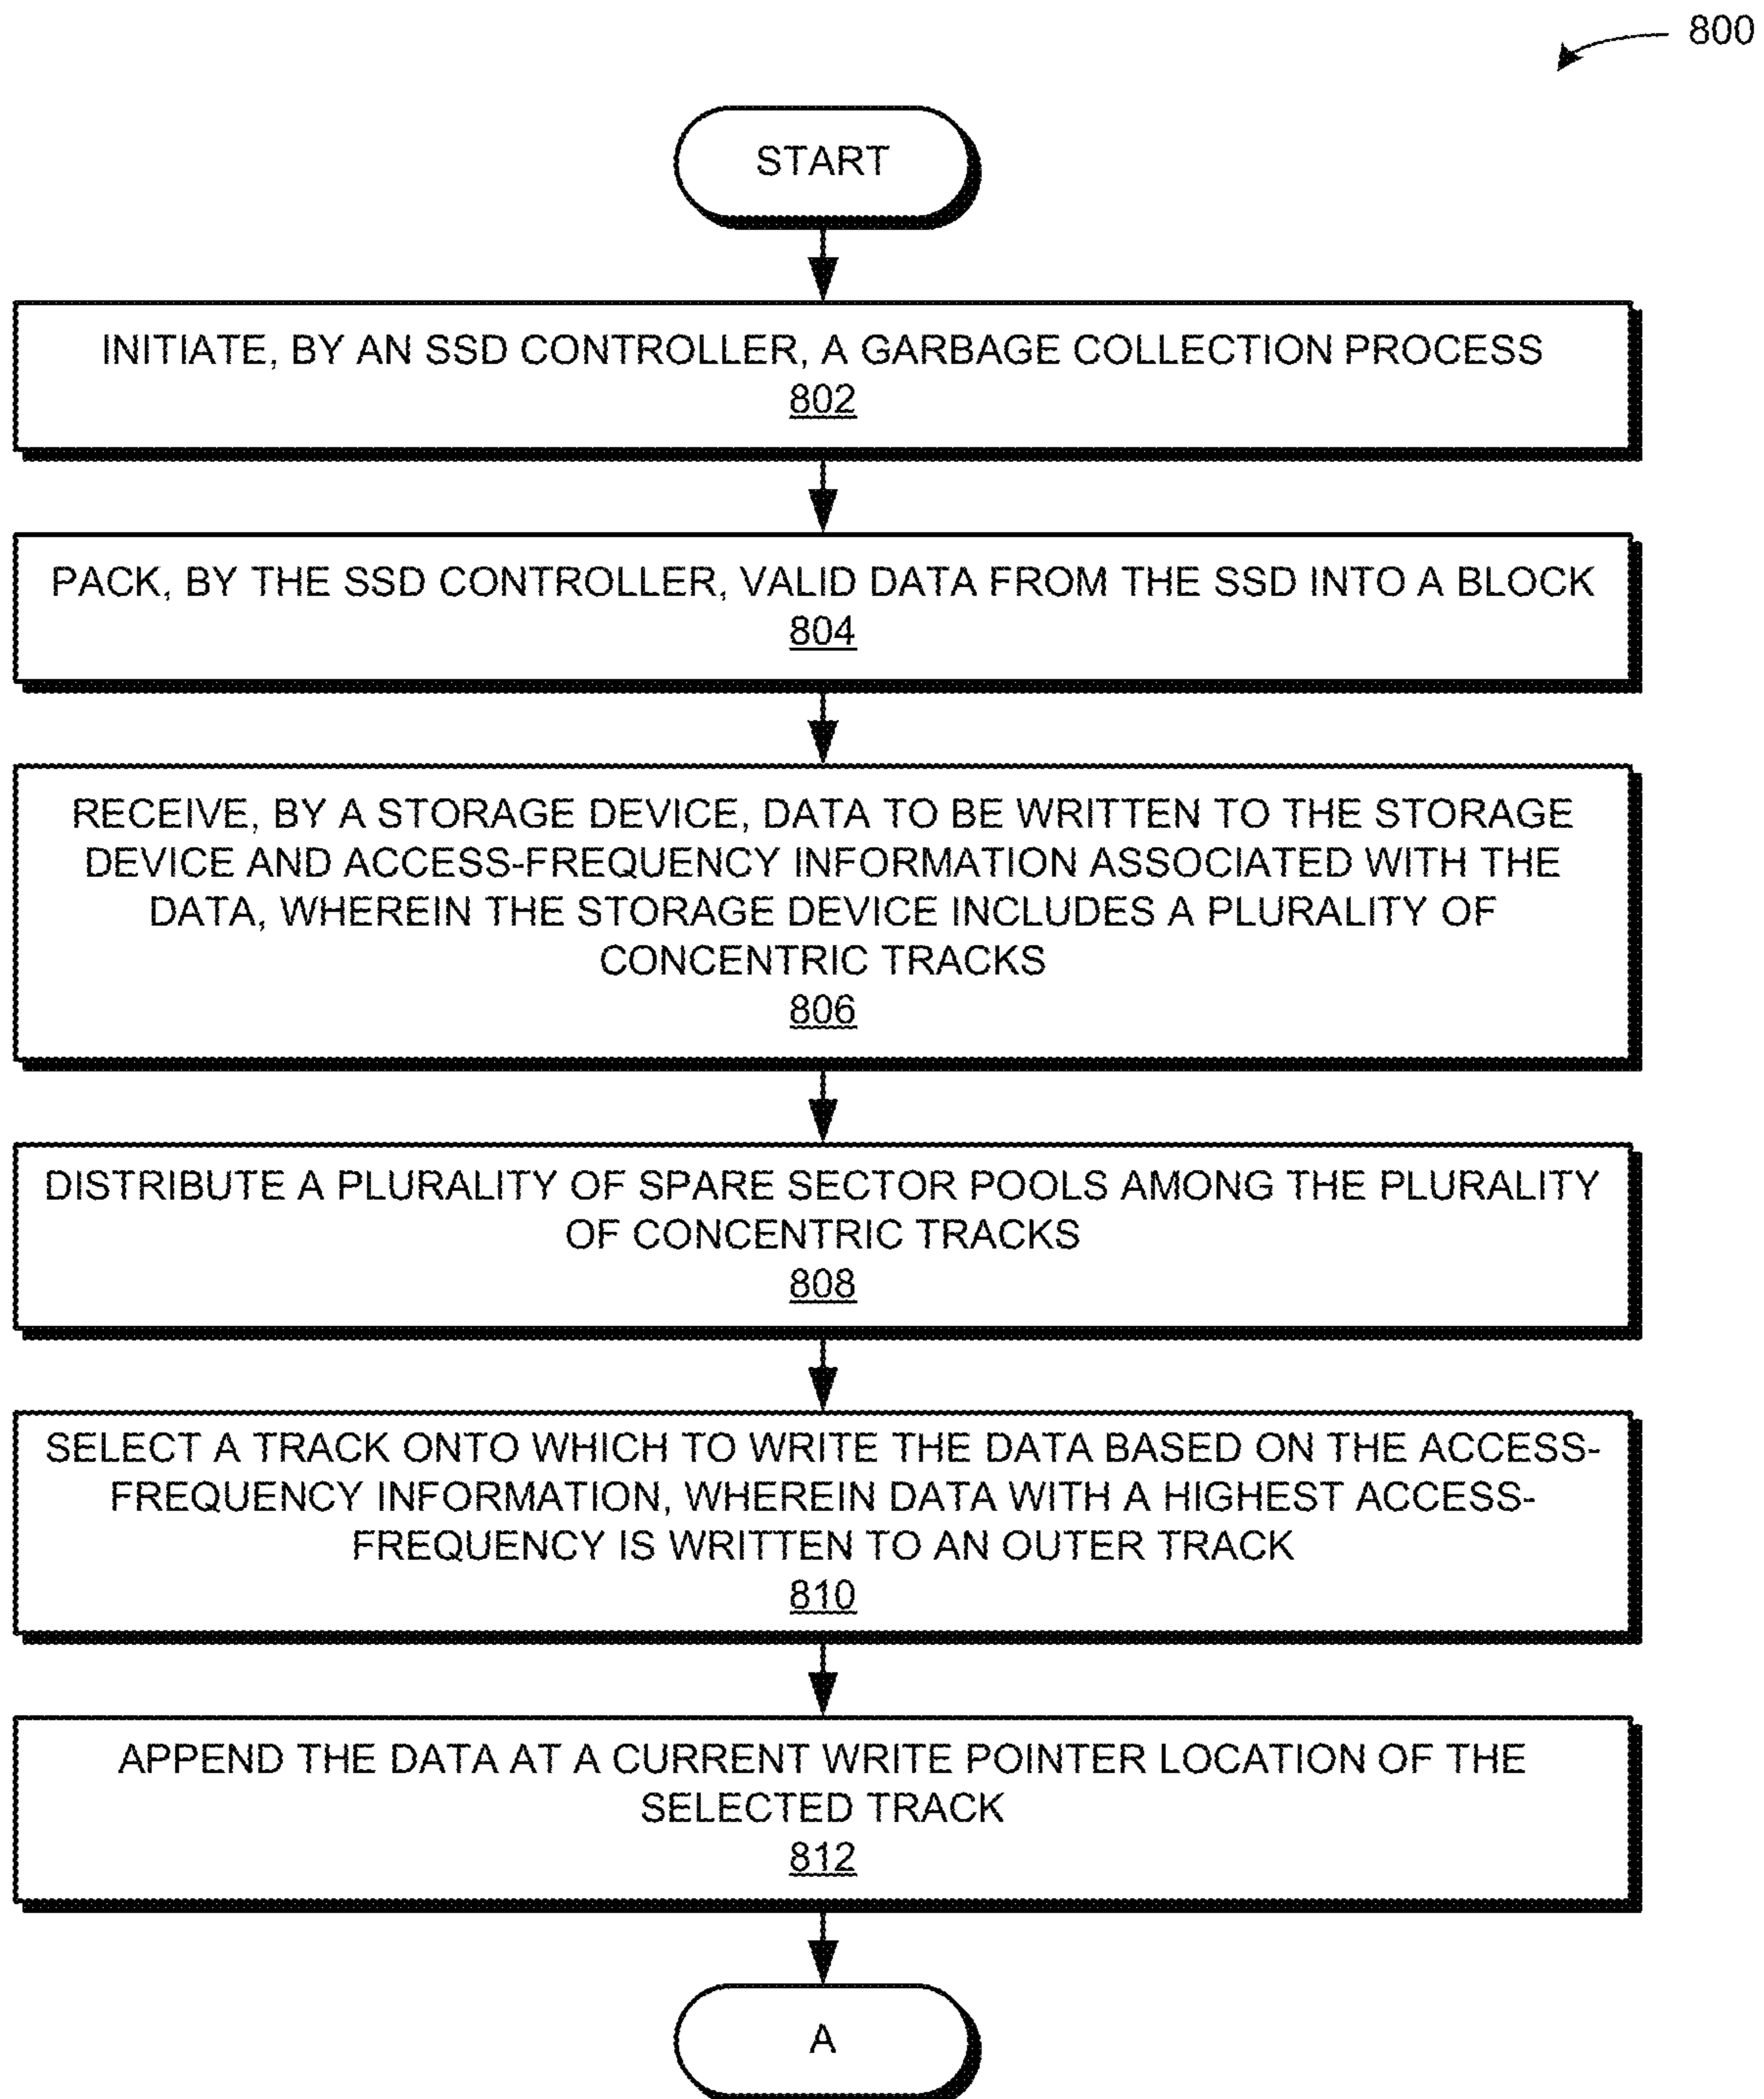 800
START
INITIATE, BY AN SSD CONTROLLER, A GARBAGE COLLECTION PROCESS
802
PACK, BY THE SSD CONTROLLER, VALID DATA FROM THE SSD INTO A BLOCK
804
RECEIVE, BY A STORAGE DEVICE, DATA TO BE WRITTEN TO THE STORAGE
DEVICE AND ACCESS-FREQUENCY INFORMATION ASSOCIATED WITH THE
DATA, WHEREIN THE STORAGE DEVICE INCLUDES A PLURALITY OF
CONCENTRIC TRACKS
806
DISTRIBUTE A PLURALITY OF SPARE SECTOR POOLS AMONG THE PLURALITY
OF CONCENTRIC TRACKS
808
SELECT A TRACK ONTO WHICH TO WRITE THE DATA BASED ON THE ACCESS-
FREQUENCY INFORMATION, WHEREIN DATA WITH A HIGHEST ACCESS-
FREQUENCY IS WRITTEN TO AN OUTER TRACK
810
APPEND THE DATA AT A CURRENT WRITE POINTER LOCATION OF THE
SELECTED TRACK
812
A